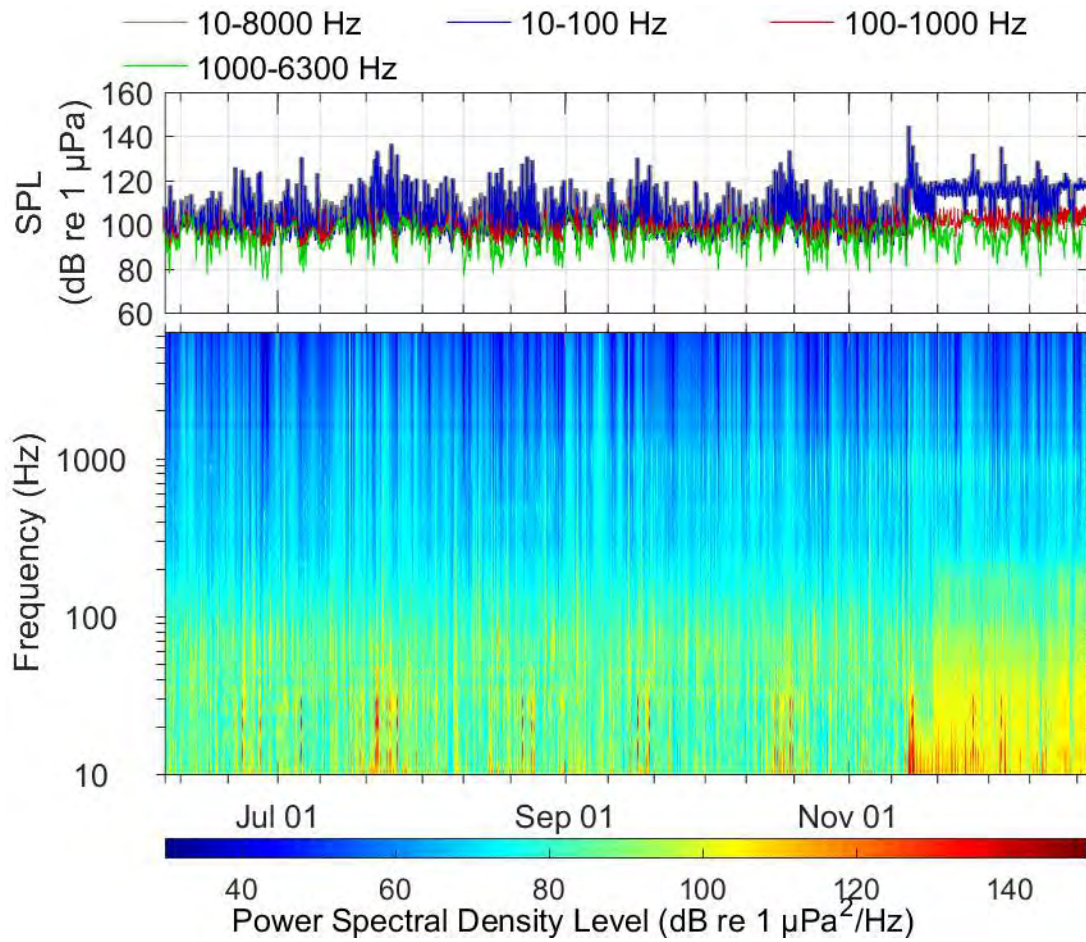 10-8000 Hz 10-100 Hz 100-1000 Hz
1000-6300 Hz
160
140
120
100
80
60
SPL
(dB re 1 µPa)
1000
100
10
Frequency (Hz)
Jul 01 Sep 01 Nov 01
40 60 80 100 120 140
Power Spectral Density Level (dB re 1 µPa²/Hz)